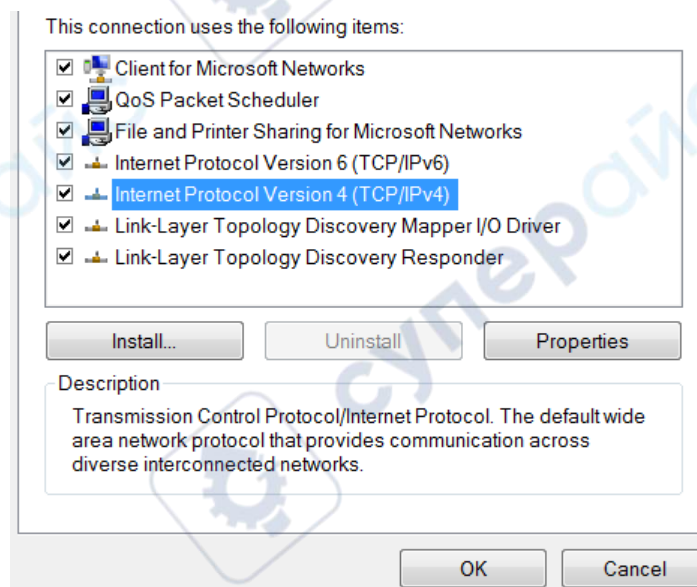 This connection uses the following items:
Client for Microsoft Networks
QoS Packet Scheduler
File and Printer Sharing for Microsoft Networks
Internet Protocol Version 6 (TCP/IPv6)
Internet Protocol Version 4 (TCP/IPv4)
Link-Layer Topology Discovery Mapper I/O Driver
Link-Layer Topology Discovery Responder
Install...
Uninstall
Properties
Description
Transmission Control Protocol/Internet Protocol. The default wide
area network protocol that provides communication across
diverse interconnected networks.
OK
Cancel
супер
айс